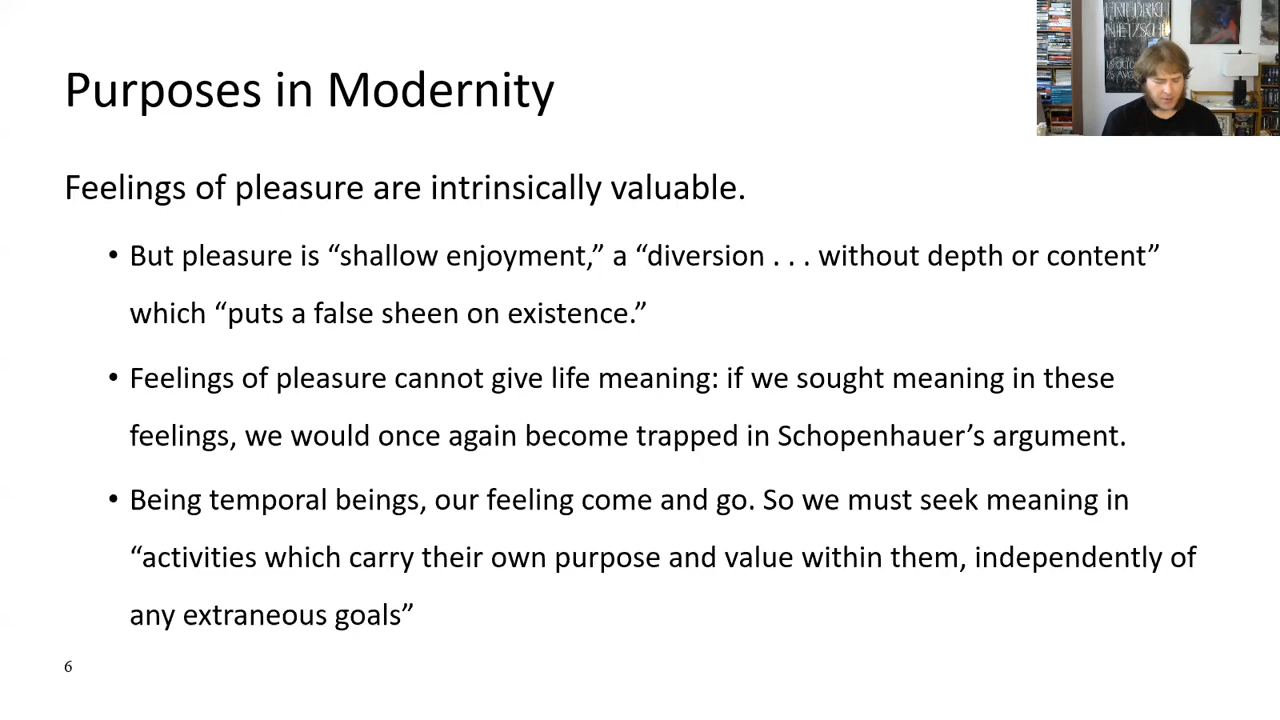 FRIEDRICH
NIETZSCHE
Purposes in Modernity
Feelings of pleasure are intrinsically valuable.
• But pleasure is “shallow enjoyment,” a “diversion . . . without depth or content”
which “puts a false sheen on existence.”
• Feelings of pleasure cannot give life meaning: if we sought meaning in these
feelings, we would once again become trapped in Schopenhauer’s argument.
• Being temporal beings, our feeling come and go. So we must seek meaning in
“activities which carry their own purpose and value within them, independently of
any extraneous goals”
6